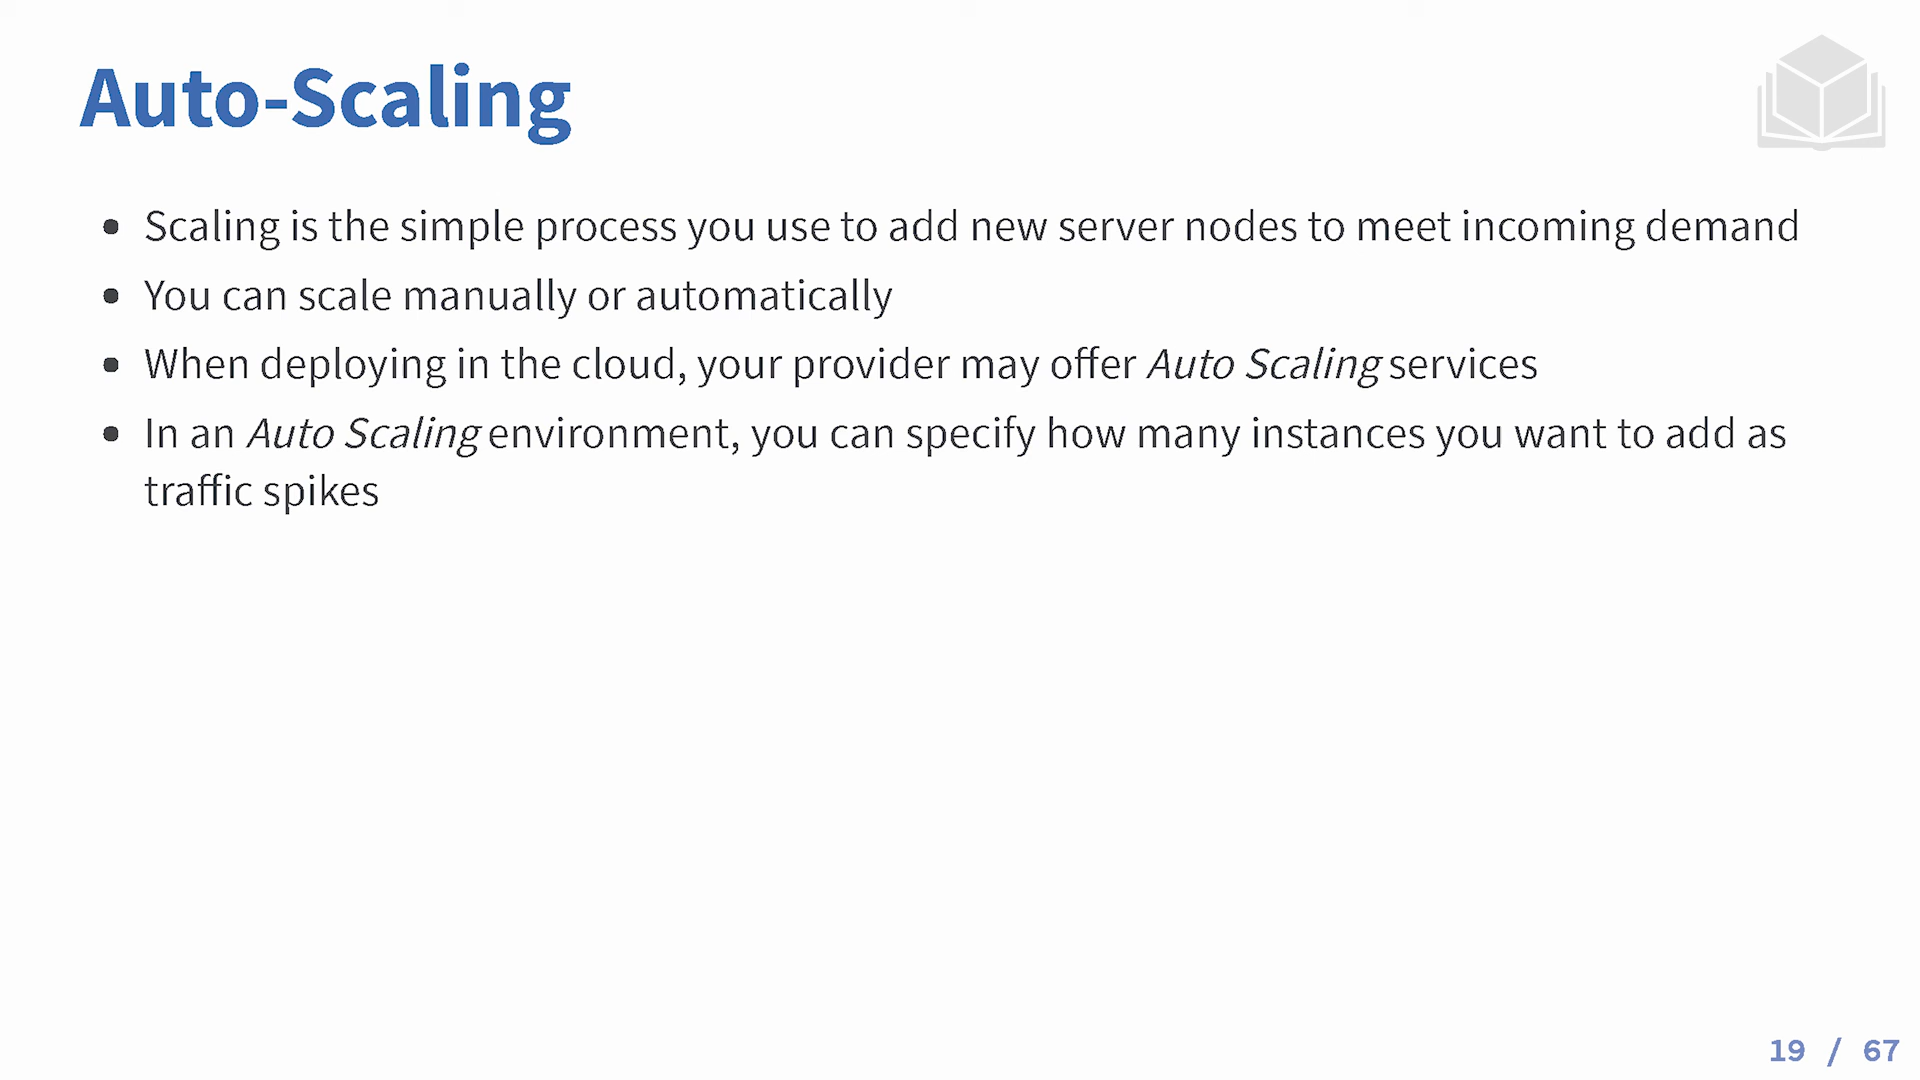 Auto-Scaling
• Scaling is the simple process you use to add new server nodes to meet incoming demand
• You can scale manually or automatically
• When deploying in the cloud, your provider may offer Auto Scaling services
• In an Auto Scaling environment, you can specify how many instances you want to add as
traffic spikes
19 / 67